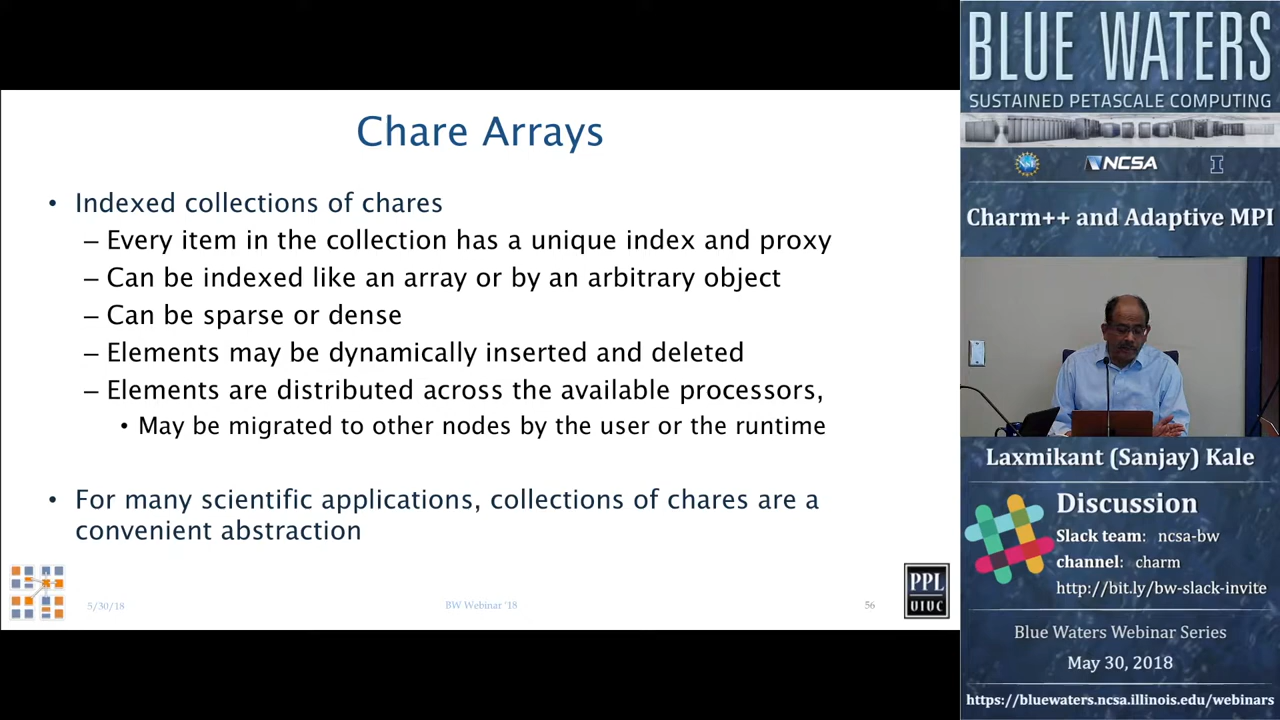 Chare Arrays
• Indexed collections of chares
– Every item in the collection has a unique index and proxy
– Can be indexed like an array or by an arbitrary object
– Can be sparse or dense
– Elements may be dynamically inserted and deleted
– Elements are distributed across the available processors,
• May be migrated to other nodes by the user or the runtime
• For many scientific applications, collections of chares are a
convenient abstraction
5/30/18
BW Webinar '18
56
PPL
UIUC
BLUE WATERS
SUSTAINED PETASCALE COMPUTING
NSF
NCSA
I
Charm++ and Adaptive MPI
Laxmikant (Sanjay) Kale
Discussion
Slack team: ncsa-bw
channel: charm
http://bit.ly/bw-slack-invite
Blue Waters Webinar Series
May 30, 2018
https://bluewaters.ncsa.illinois.edu/webinars